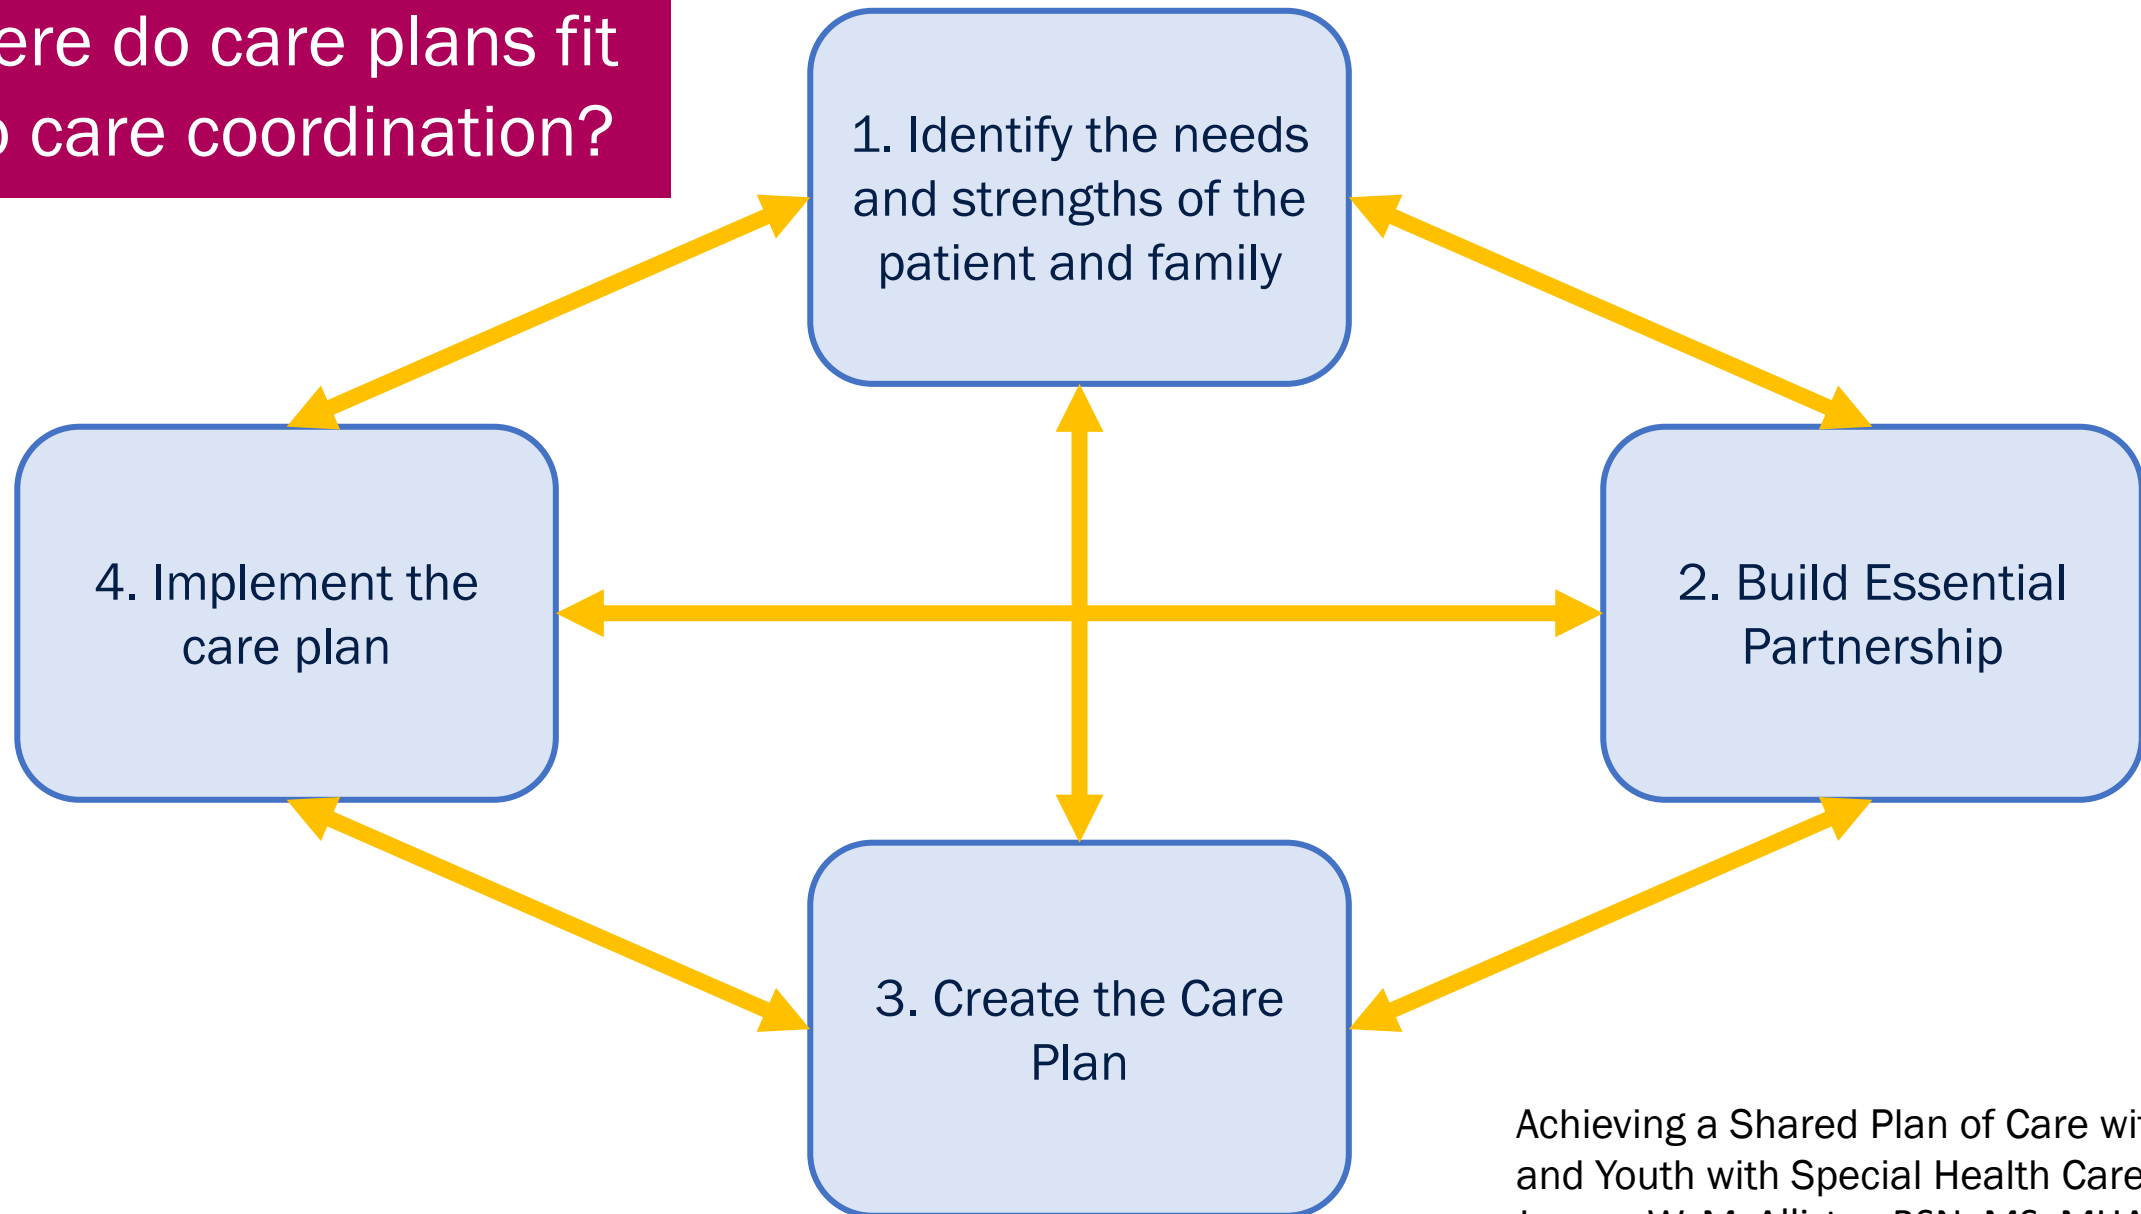 ere do care plans fit
o care coordination?
1. Identify the needs
and strengths of the
patient and family
4. Implement the
care plan
2. Build Essential
Partnership
3. Create the Care
Plan
Achieving a Shared Plan of Care wi
and Youth with Special Health Care